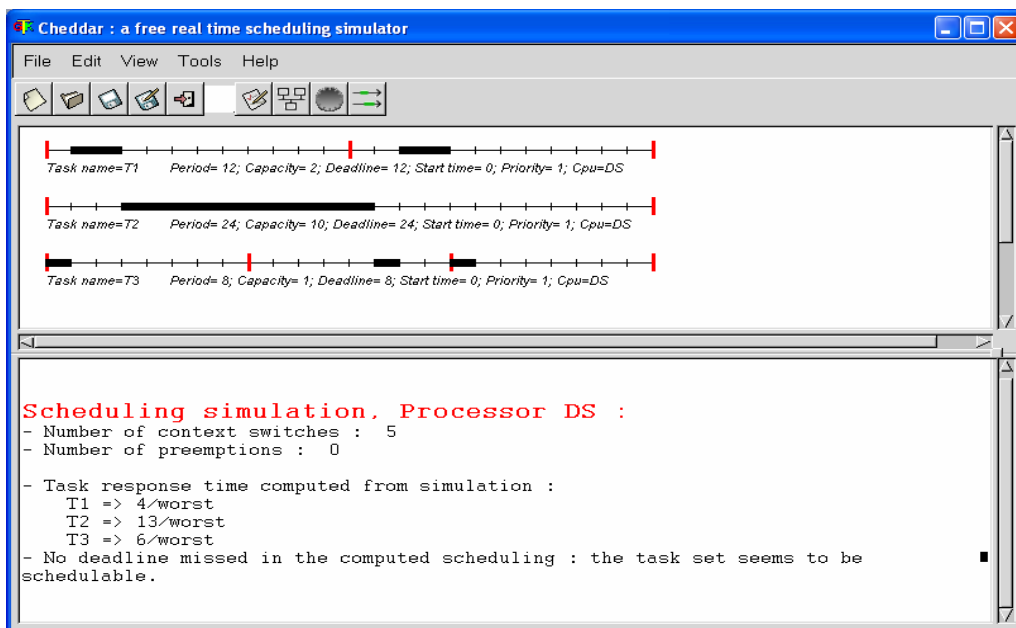 Cheddar : a free real time scheduling simulator
File Edit View Tools Help
Task name=T1 Period= 12; Capacity= 2; Deadline= 12; Start time= 0; Priority= 1; Cpu=DS
Task name=T2 Period= 24; Capacity= 10; Deadline= 24; Start time= 0; Priority= 1; Cpu=DS
Task name=T3 Period= 8; Capacity= 1; Deadline= 8; Start time= 0; Priority= 1; Cpu=DS
Scheduling simulation, Processor DS :
- Number of context switches : 5
- Number of preemptions : 0
- Task response time computed from simulation :
T1 => 4/worst
T2 => 13/worst
T3 => 6/worst
- No deadline missed in the computed scheduling : the task set seems to be
schedulable.